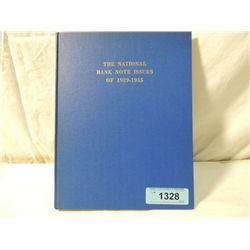 THE NATIONAL
BANK NOTE ISSUES
OF 1929-1935
1328